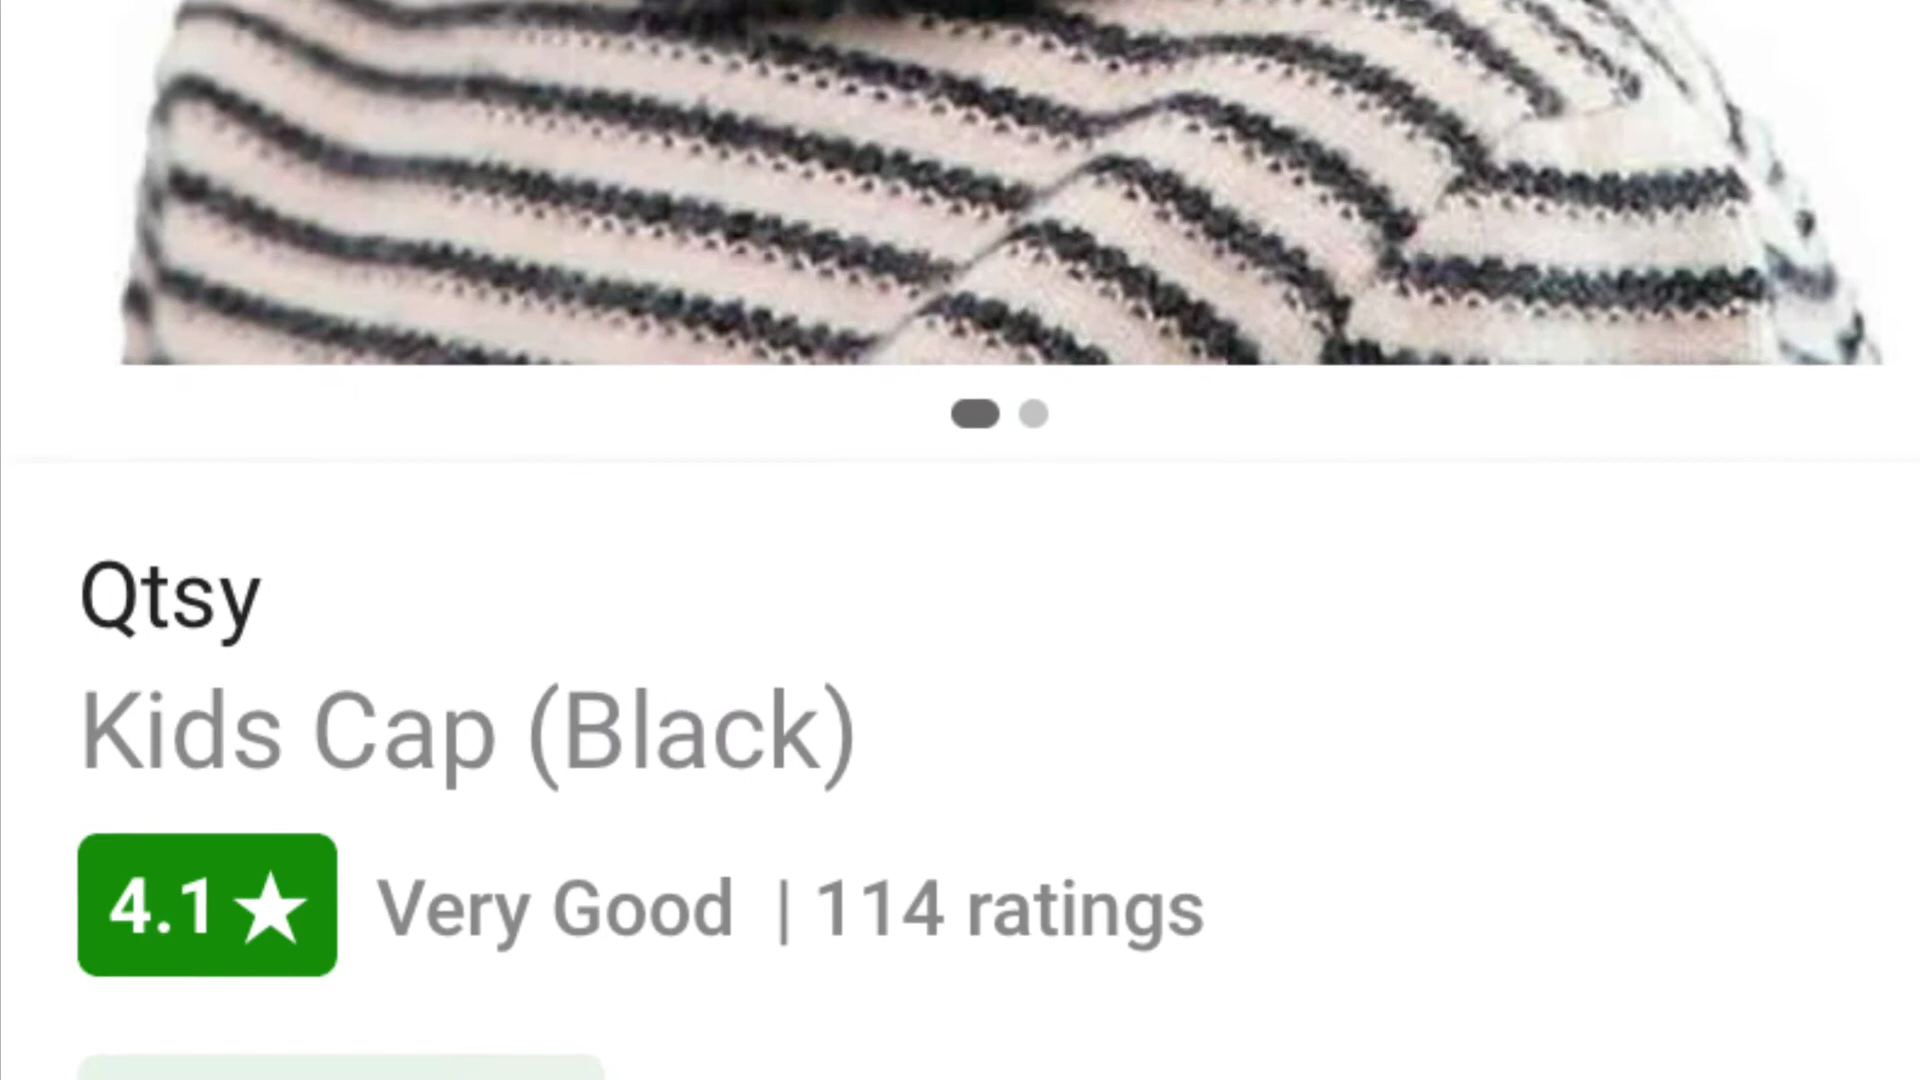 Qtsy
Kids Cap (Black)
4.1★ Very Good | 114 ratings